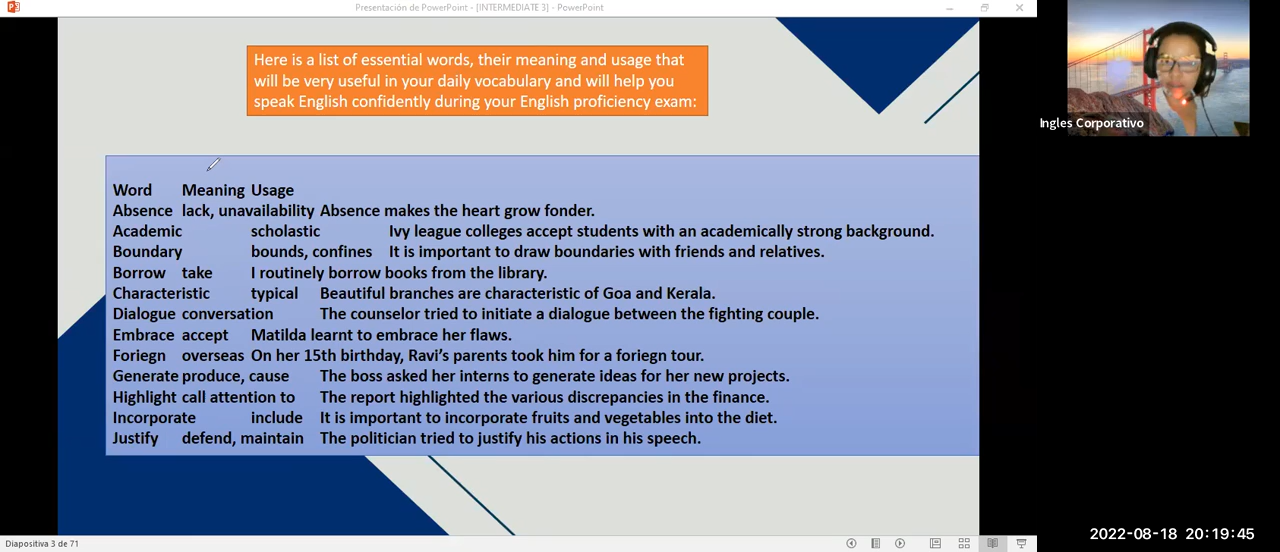 Presentación de PowerPoint - [INTERMEDIATE 3] - PowerPoint
Here is a list of essential words, their meaning and usage that
will be very useful in your daily vocabulary and will help you
speak English confidently during your English proficiency exam:
Word Meaning Usage
Absence lack, unavailability Absence makes the heart grow fonder.
Academic scholastic Ivy league colleges accept students with an academically strong background.
Boundary bounds, confines It is important to draw boundaries with friends and relatives.
Borrow take I routinely borrow books from the library.
Characteristic typical Beautiful branches are characteristic of Goa and Kerala.
Dialogue conversation The counselor tried to initiate a dialogue between the fighting couple.
Embrace accept Matilda learnt to embrace her flaws.
Foriegn overseas On her 15th birthday, Ravi's parents took him for a foriegn tour.
Generate produce, cause The boss asked her interns to generate ideas for her new projects.
Highlight call attention to The report highlighted the various discrepancies in the finance.
Incorporate include It is important to incorporate fruits and vegetables into the diet.
Justify defend, maintain The politician tried to justify his actions in his speech.
Ingles Corporativo
Diapositiva 3 de 71
2022-08-18 20:19:45